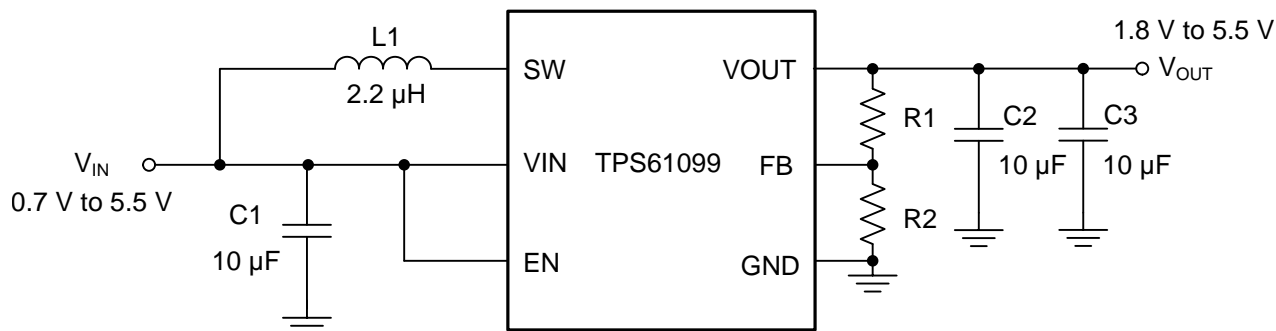 L1
2.2 µH
SW
VIN
EN
TPS61099
VOUT
FB
GND
1.8 V to 5.5 V
VOUT
R1
R2
C2
10 µF
C3
10 µF
VIN
0.7 V to 5.5 V
C1
10 µF